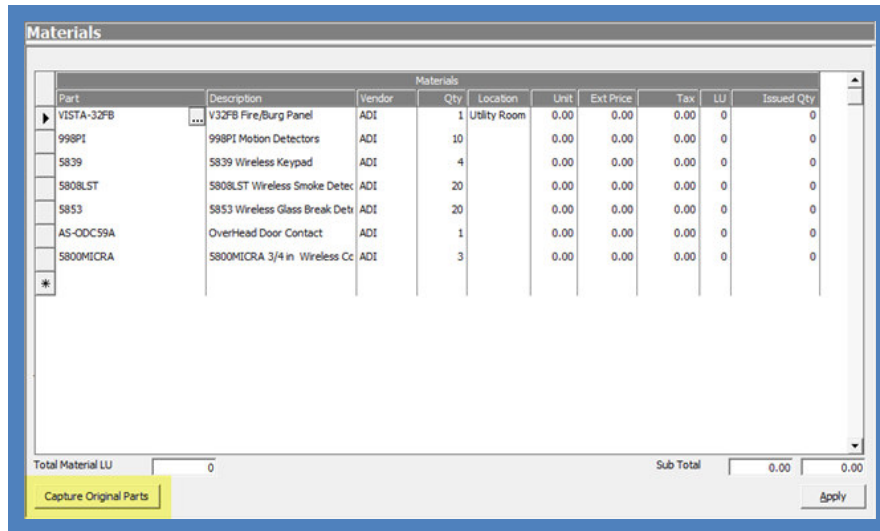 Materials
Materials
Part Description Vendor Qty Location Unit Ext Price Tax LU Issued Qty
VISTA-32FB ... V32FB Fire/Burg Panel ADI 1 Utility Room 0.00 0.00 0.00 0 0
998PI 998PI Motion Detectors ADI 10 0.00 0.00 0.00 0 0
5839 5839 Wireless Keypad ADI 4 0.00 0.00 0.00 0 0
5808LST 5808LST Wireless Smoke Detec ADI 20 0.00 0.00 0.00 0 0
5853 5853 Wireless Glass Break Dete ADI 20 0.00 0.00 0.00 0 0
AS-ODC59A OverHead Door Contact ADI 1 0.00 0.00 0.00 0 0
5800MICRA 5800MICRA 3/4 in Wireless Cc ADI 3 0.00 0.00 0.00 0 0
Total Material LU 0 Sub Total 0.00 0.00
Capture Original Parts Apply